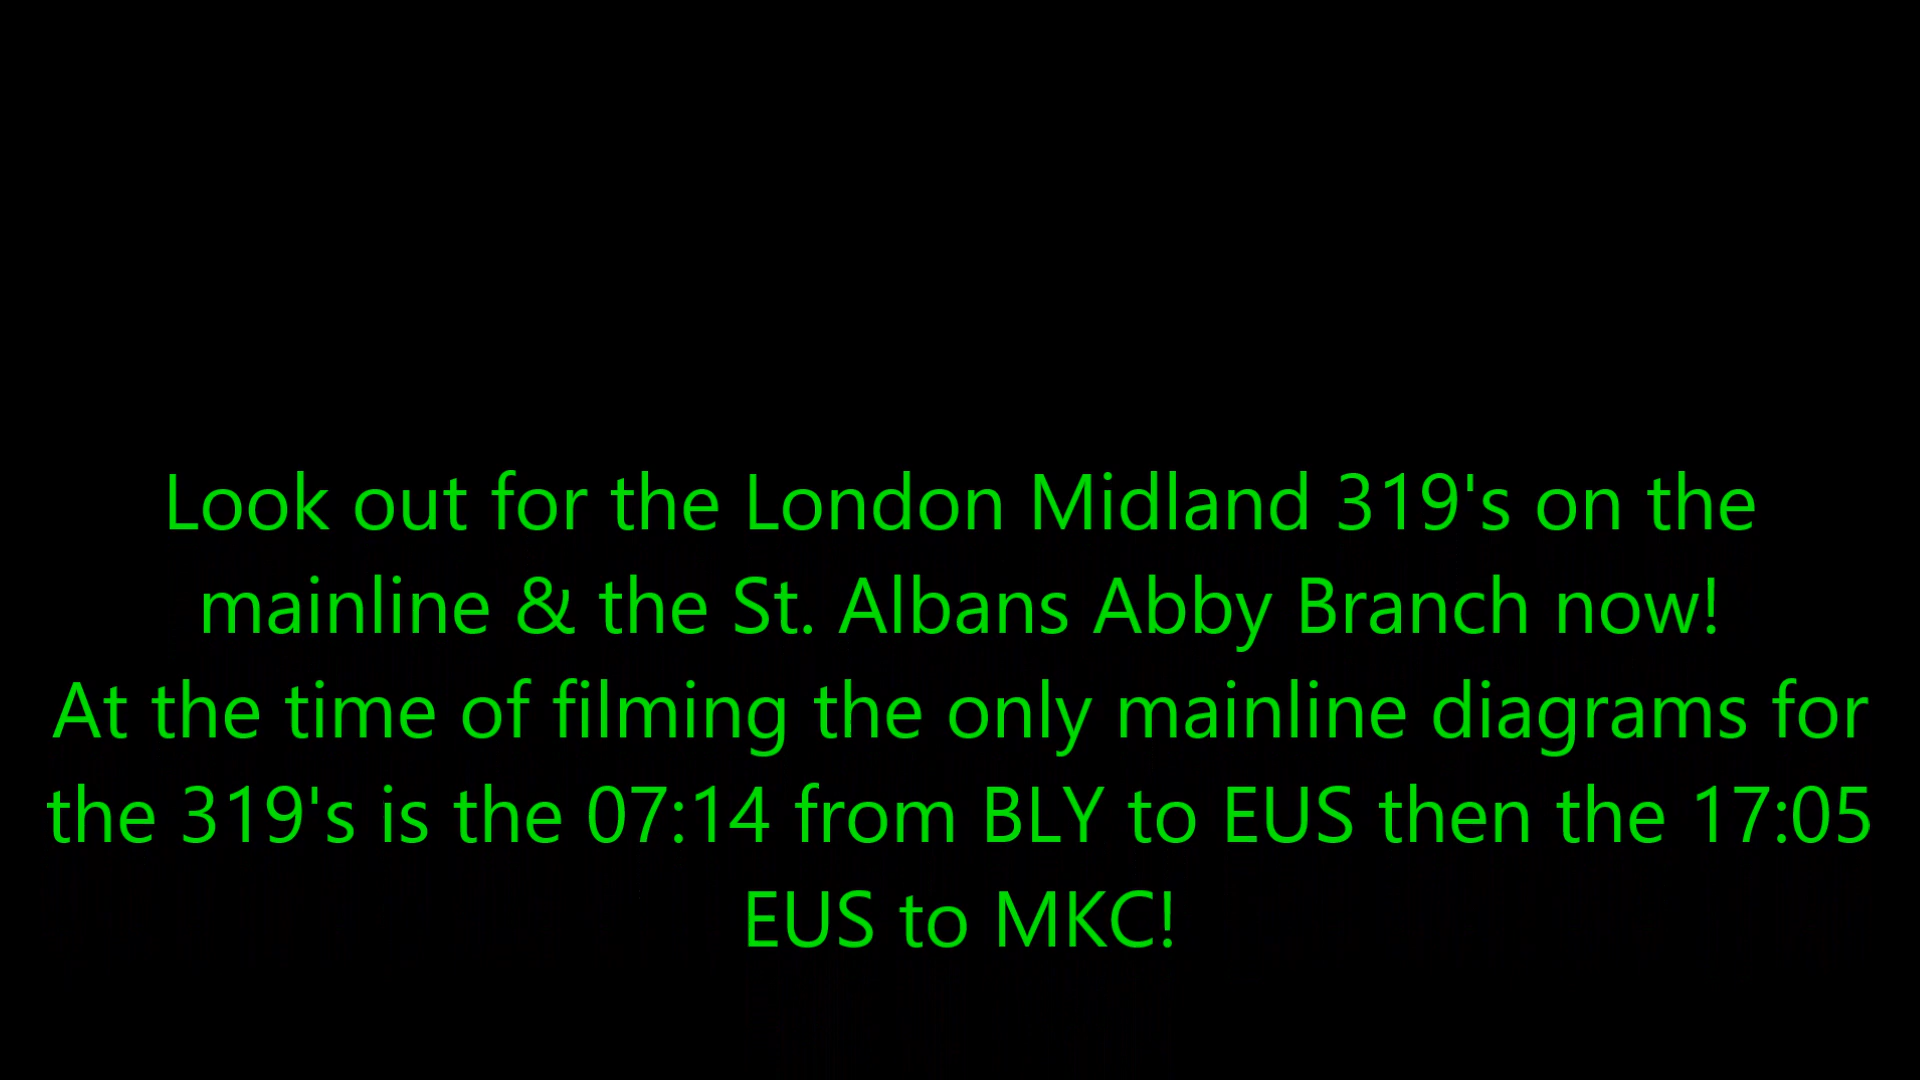 Look out for the London Midland 319's on the
mainline & the St. Albans Abby Branch now!
At the time of filming the only mainline diagrams for
the 319's is the 07:14 from BLY to EUS then the 17:05
EUS to MKC!